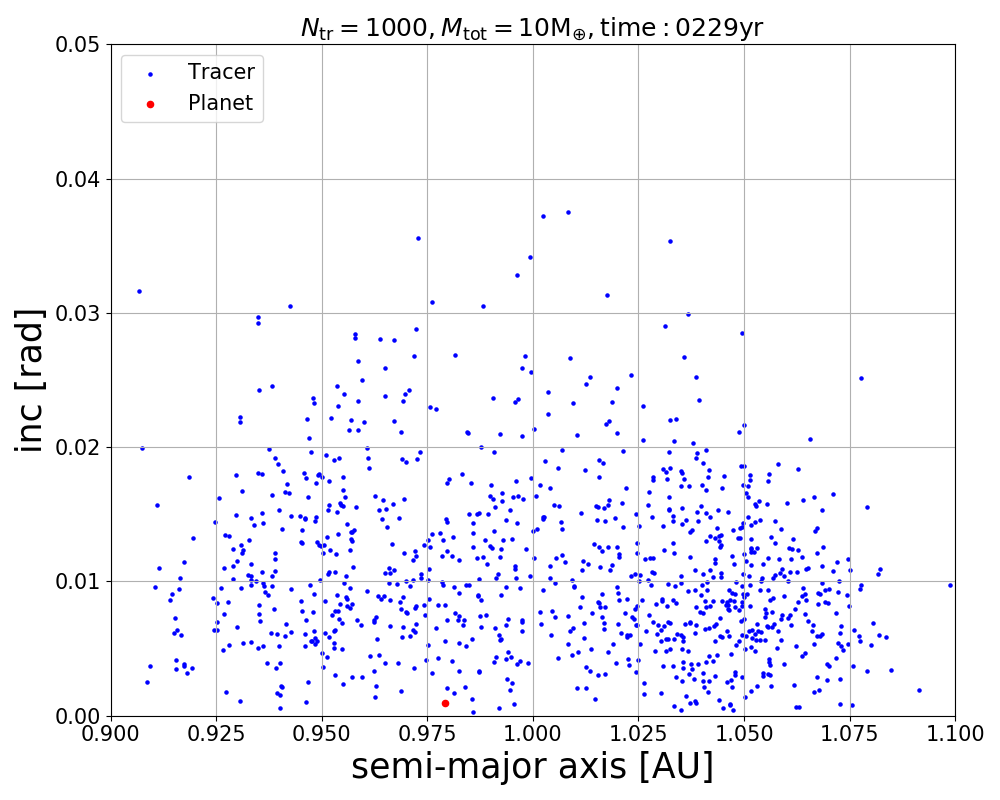 N_tr = 1000, M_tot = 10M_⊕, time : 0229yr
Tracer
Planet
inc [rad]
0.05
0.04
0.03
0.02
0.01
0.00
0.900 0.925 0.950 0.975 1.000 1.025 1.050 1.075 1.100
semi-major axis [AU]